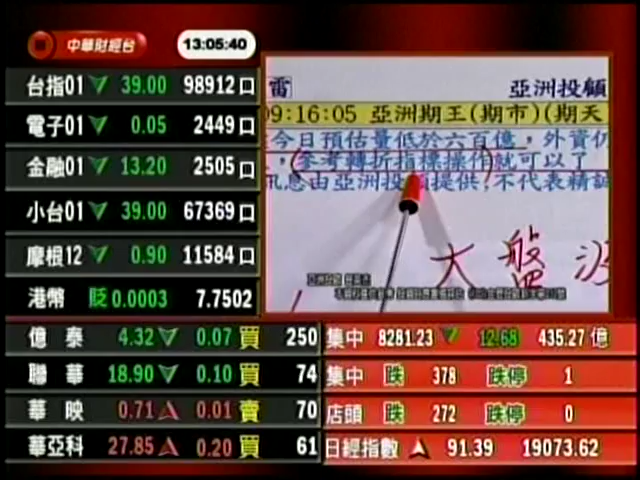 中華財經台
13:05:40
台指01 39.00 98912口
電子01 0.05 2449口
金融01 13.20 2505口
小台01 39.00 67369口
摩根12 0.90 11584口
港幣 貶0.0003 7.7502
雷 亞洲投顧
09:16:05 亞洲期王(期市)(期天
今日預估量低於六百億，外資仍
，(參考轉折指標操作就可以了
訊息由亞洲投顧提供，不代表精誠
大盤
億泰 4.32 0.07 買 250
聯華 18.90 0.10 買 74
華映 0.71 0.01 賣 70
華亞科 27.85 0.20 買 61
集中 8281.23 12.68 435.27億
集中 跌 378 跌停 1
店頭 跌 272 跌停 0
日經指數 91.39 19073.62